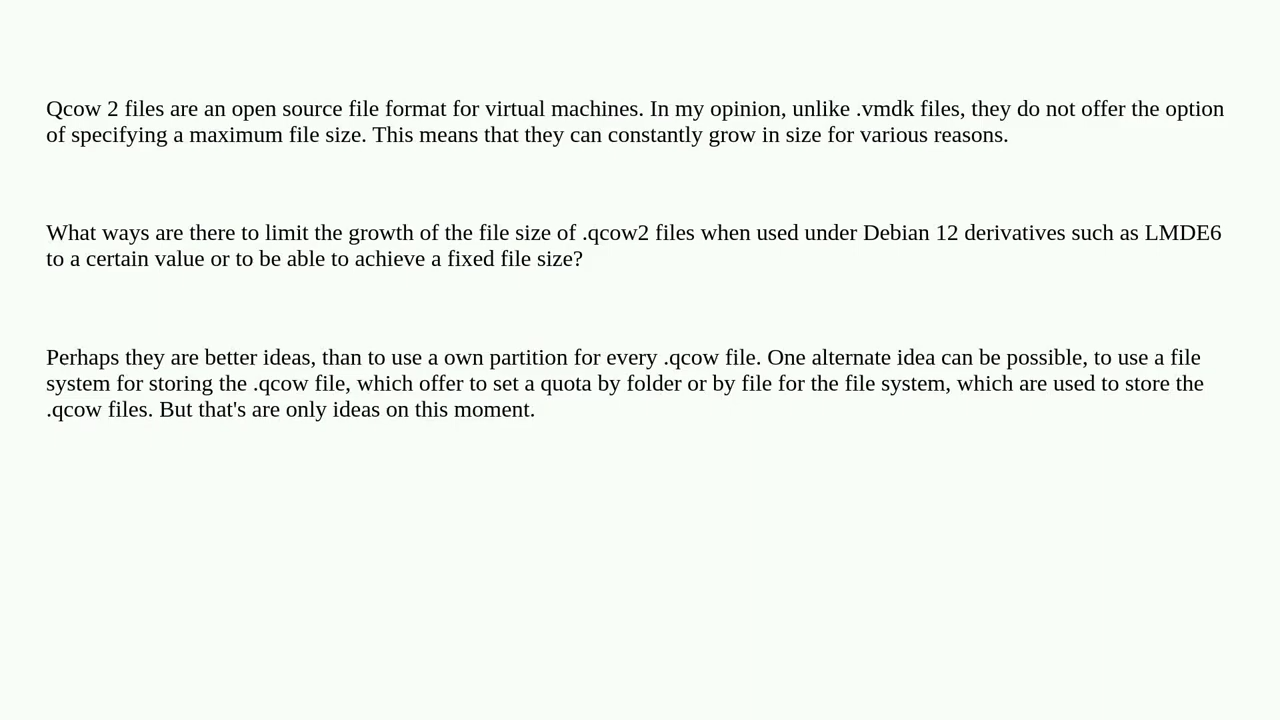 Qcow 2 files are an open source file format for virtual machines. In my opinion, unlike .vmdk files, they do not offer the option
of specifying a maximum file size. This means that they can constantly grow in size for various reasons.
What ways are there to limit the growth of the file size of .qcow2 files when used under Debian 12 derivatives such as LMDE6
to a certain value or to be able to achieve a fixed file size?
Perhaps they are better ideas, than to use a own partition for every .qcow file. One alternate idea can be possible, to use a file
system for storing the .qcow file, which offer to set a quota by folder or by file for the file system, which are used to store the
.qcow files. But that's are only ideas on this moment.